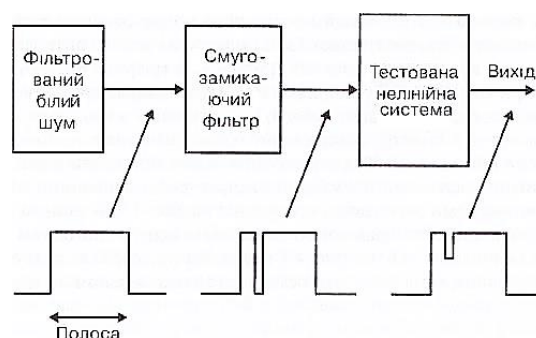 Фільтро-
ваний
білий
шум
Смуго-
замика-
ючий
фільтр
Тестована
нелінійна
система
Вихід
Полоса